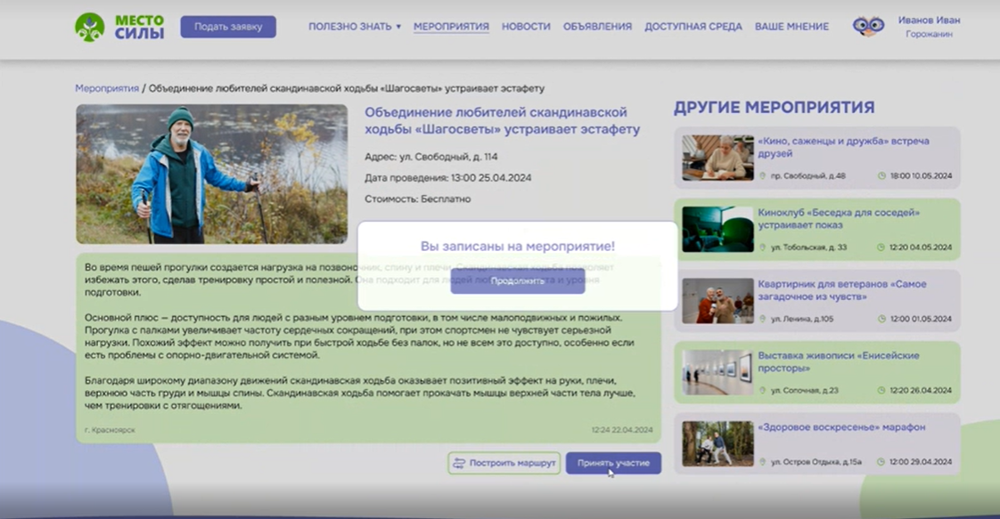 МЕСТО
СИЛЫ
Подать заявку
ПОЛЕЗНО ЗНАТЬ
МЕРОПРИЯТИЯ
НОВОСТИ
ОБЪЯВЛЕНИЯ
ДОСТУПНАЯ СРЕДА
ВАШЕ МНЕНИЕ
Иванов Иван
Горожанин
Мероприятия / Объединение любителей скандинавской ходьбы «Шагосветы» устраивает эстафету
Объединение любителей скандинавской
ходьбы «Шагосветы» устраивает эстафету
Адрес: ул. Свободный, д. 114
Дата проведения: 13:00 25.04.2024
Стоимость: Бесплатно
Вы записаны на мероприятие!
Продолжить
Во время пешей прогулки создается нагрузка на позвоночник, спину и плечи. Скандинавская ходьба позволяет
избежать этого, сделав тренировку простой и полезной. Она подходит для людей и уровня
подготовки.
Основной плюс — доступность для людей с разным уровнем подготовки, в том числе малоподвижных и пожилых.
Прогулка с палками увеличивает частоту сердечных сокращений, при этом спортсмен не чувствует серьезной
нагрузки. Похожий эффект можно получить при быстрой ходьбе без палок, но не всем это доступно, особенно если
есть проблемы с опорно-двигательной системой.
Благодаря широкому диапазону движений скандинавская ходьба оказывает позитивный эффект на руки, плечи,
верхнюю часть груди и мышцы спины. Скандинавская ходьба помогает прокачать мышцы верхней части тела лучше,
чем тренировки с отягощениями.
г. Красноярск
12:24 22.04.2024
Построить маршрут
Принять участие
ДРУГИЕ МЕРОПРИЯТИЯ
«Кино, саженцы и дружба» встреча
друзей
пр. Свободный, д.48
18:00 10.05.2024
Киноклуб «Беседка для соседей»
устраивает показ
ул. Тобольская, д. 33
12:20 04.05.2024
Квартирник для ветеранов «Самое
загадочное из чувств»
ул. Ленина, д.105
12:00 01.05.2024
Выставка живописи «Енисейские
просторы»
ул. Сопочная, д.23
12:20 26.04.2024
«Здоровое воскресенье» марафон
ул. Остров Отдыха, д.15а
12:00 29.04.2024